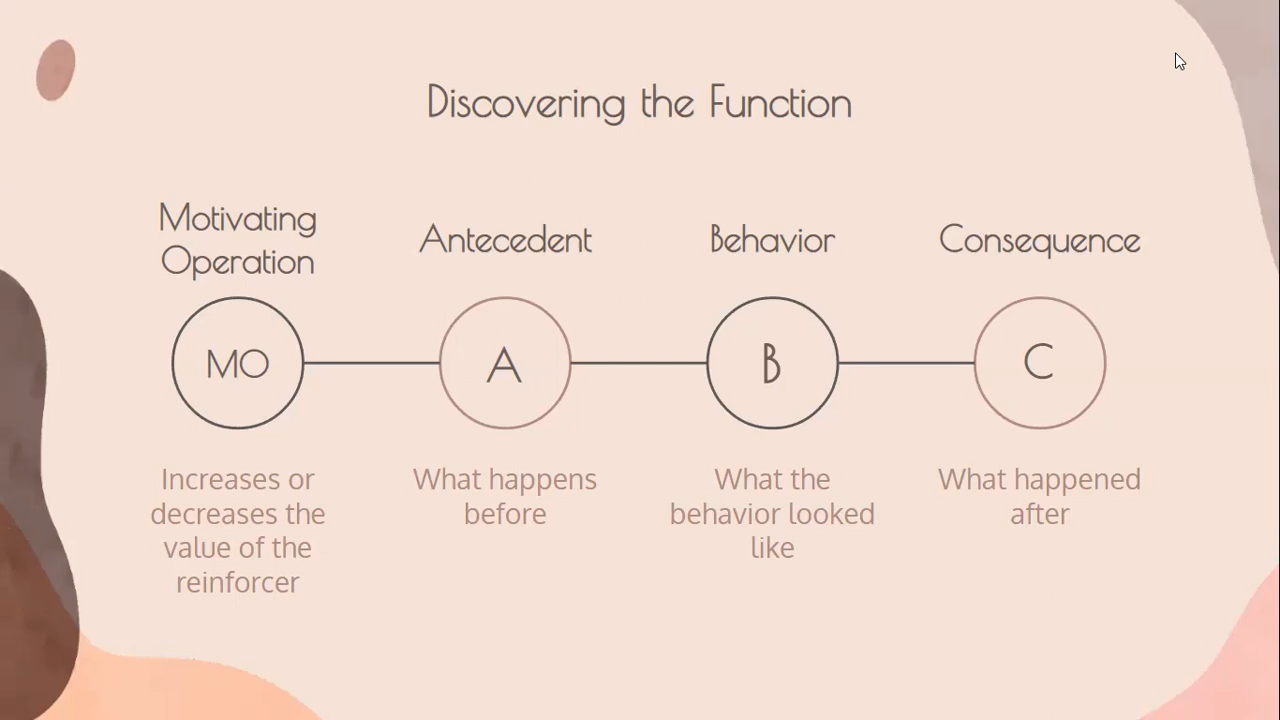 Discovering the Function
Motivating
Operation
Antecedent
Behavior
Consequence
MO
A
B
C
Increases or
decreases the
value of the
reinforcer
What happens
before
What the
behavior looked
like
What happened
after